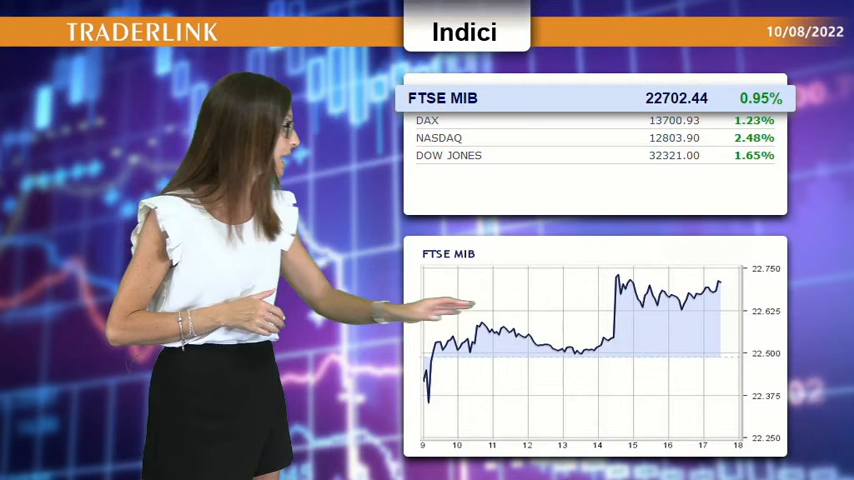 TRADERLINK
Indici
10/08/2022
FTSE MIB 22702.44 0.95%
DAX 13700.93 1.23%
NASDAQ 12803.90 2.48%
DOW JONES 32321.00 1.65%
FTSE MIB
22.750
22.625
22.500
22.375
22.250
9 10 11 12 13 14 15 16 17 18